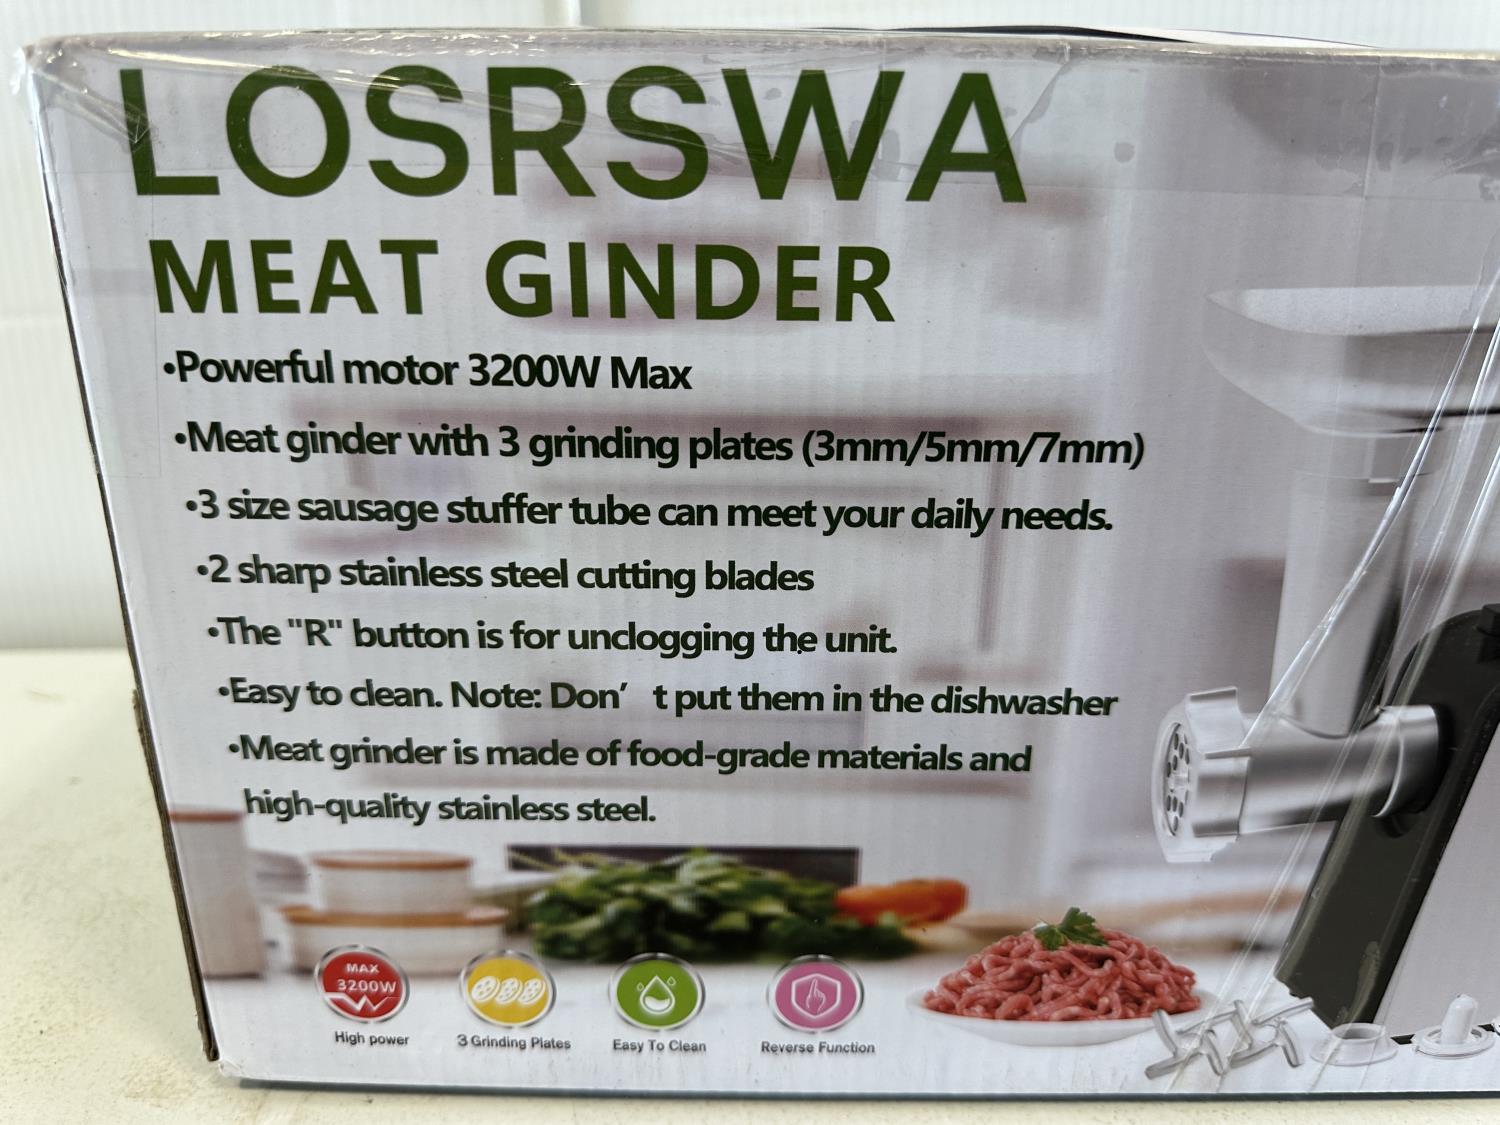 LOSRSWA
MEAT GINDER
•Powerful motor 3200W Max
•Meat ginder with 3 grinding plates (3mm/5mm/7mm)
•3 size sausage stuffer tube can meet your daily needs.
•2 sharp stainless steel cutting blades
•The "R" button is for unclogging the unit.
•Easy to clean. Note: Don’ t put them in the dishwasher
•Meat grinder is made of food-grade materials and
high-quality stainless steel.
MAX
3200W
High power
3 Grinding Plates
Easy To Clean
Reverse Function